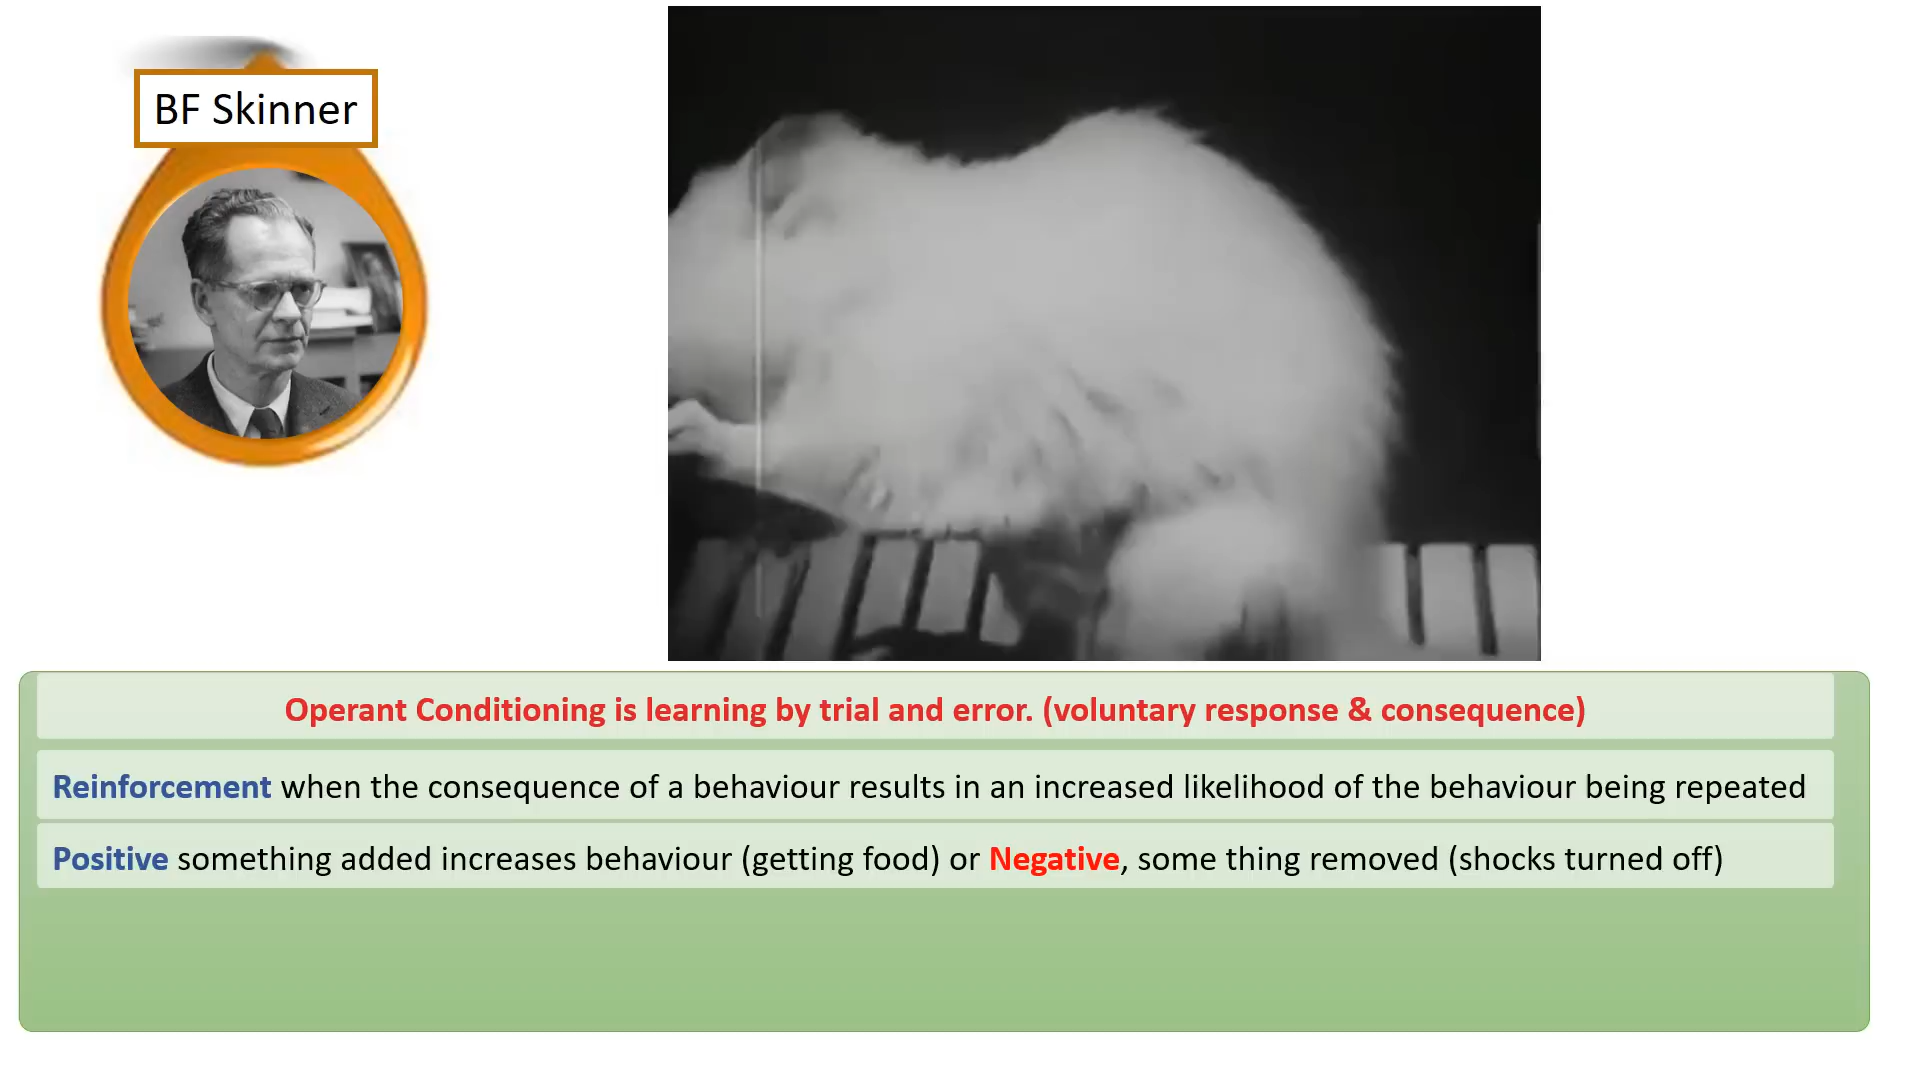 BF Skinner
Operant Conditioning is learning by trial and error. (voluntary response & consequence)
Reinforcement when the consequence of a behaviour results in an increased likelihood of the behaviour being repeated
Positive something added increases behaviour (getting food) or Negative, some thing removed (shocks turned off)